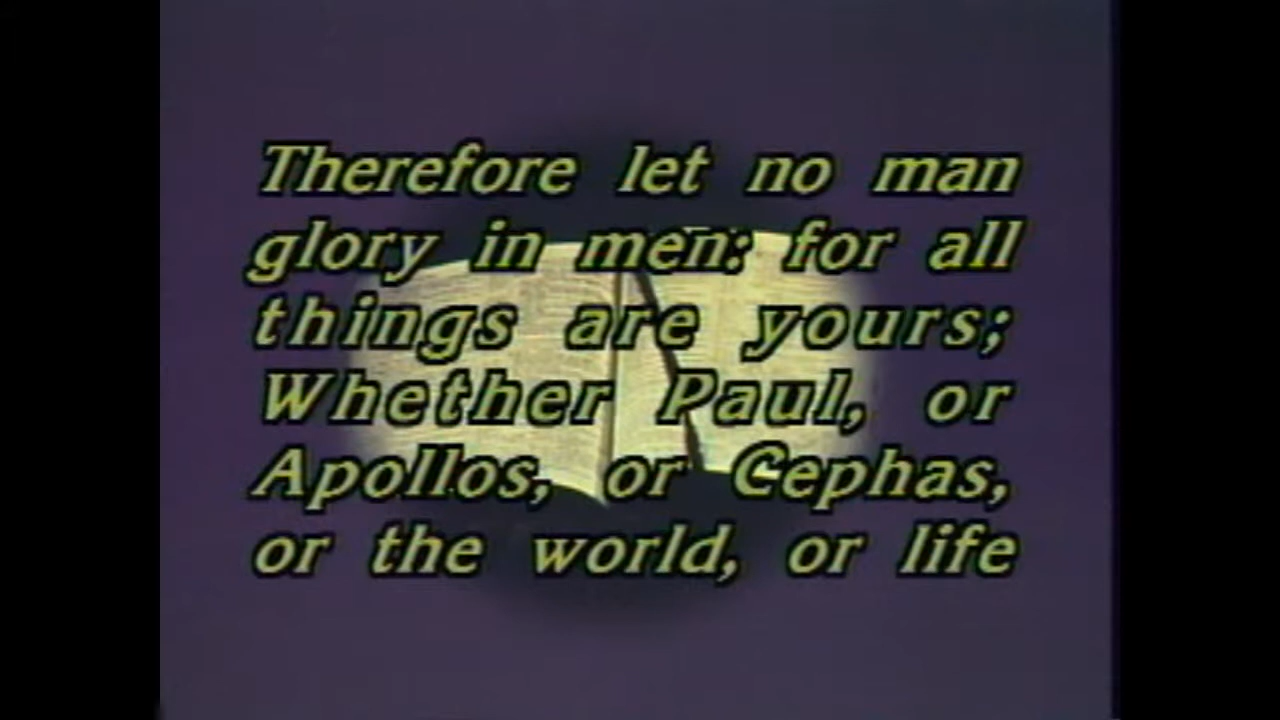 Therefore let no man
glory in men: for all
things are yours;
Whether Paul, or
Apollos, or Cephas,
or the world, or life